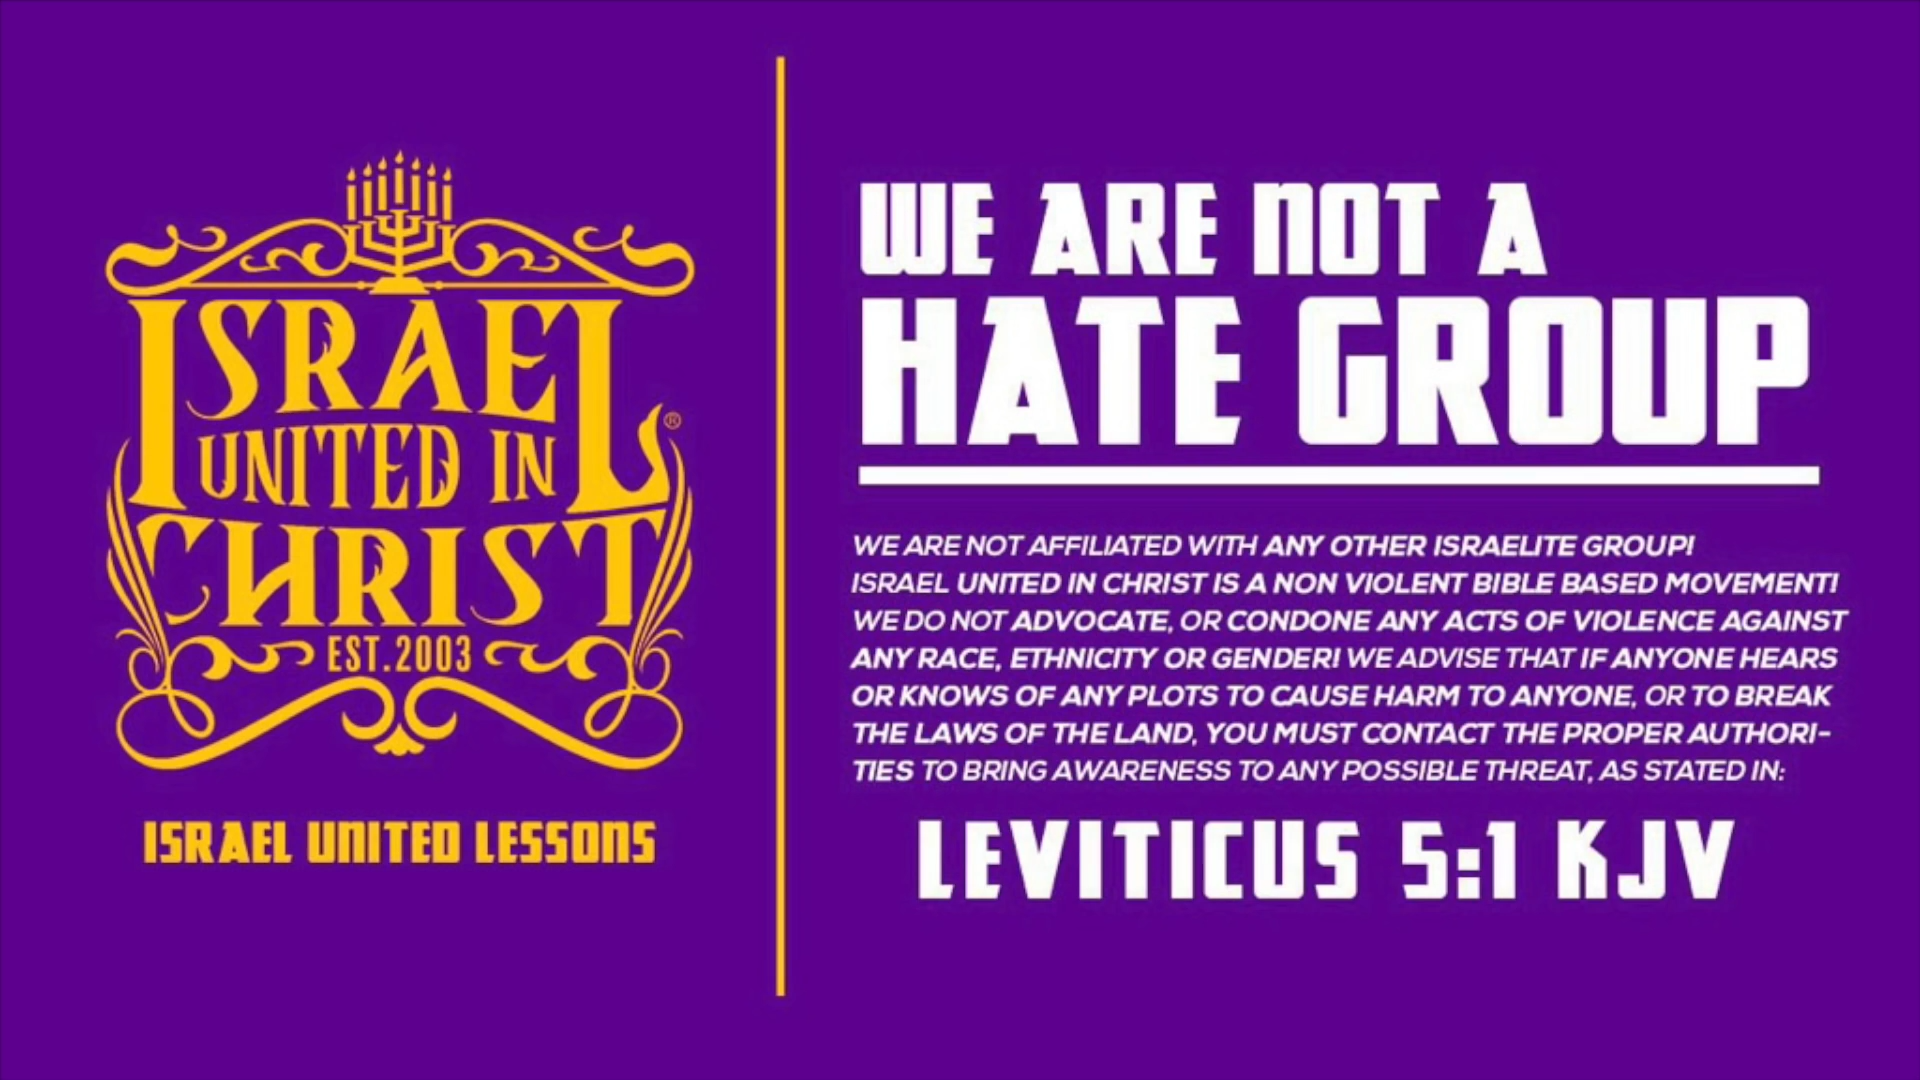 ISRAEL
UNITED IN
CHRIST®
EST.2003
ISRAEL UNITED LESSONS
WE ARE NOT A
HATE GROUP
WE ARE NOT AFFILIATED WITH ANY OTHER ISRAELITE GROUP!
ISRAEL UNITED IN CHRIST IS A NON VIOLENT BIBLE BASED MOVEMENT!
WE DO NOT ADVOCATE, OR CONDONE ANY ACTS OF VIOLENCE AGAINST
ANY RACE, ETHNICITY OR GENDER! WE ADVISE THAT IF ANYONE HEARS
OR KNOWS OF ANY PLOTS TO CAUSE HARM TO ANYONE, OR TO BREAK
THE LAWS OF THE LAND, YOU MUST CONTACT THE PROPER AUTHORI-
TIES TO BRING AWARENESS TO ANY POSSIBLE THREAT, AS STATED IN:
LEVITICUS 5:1 KJV